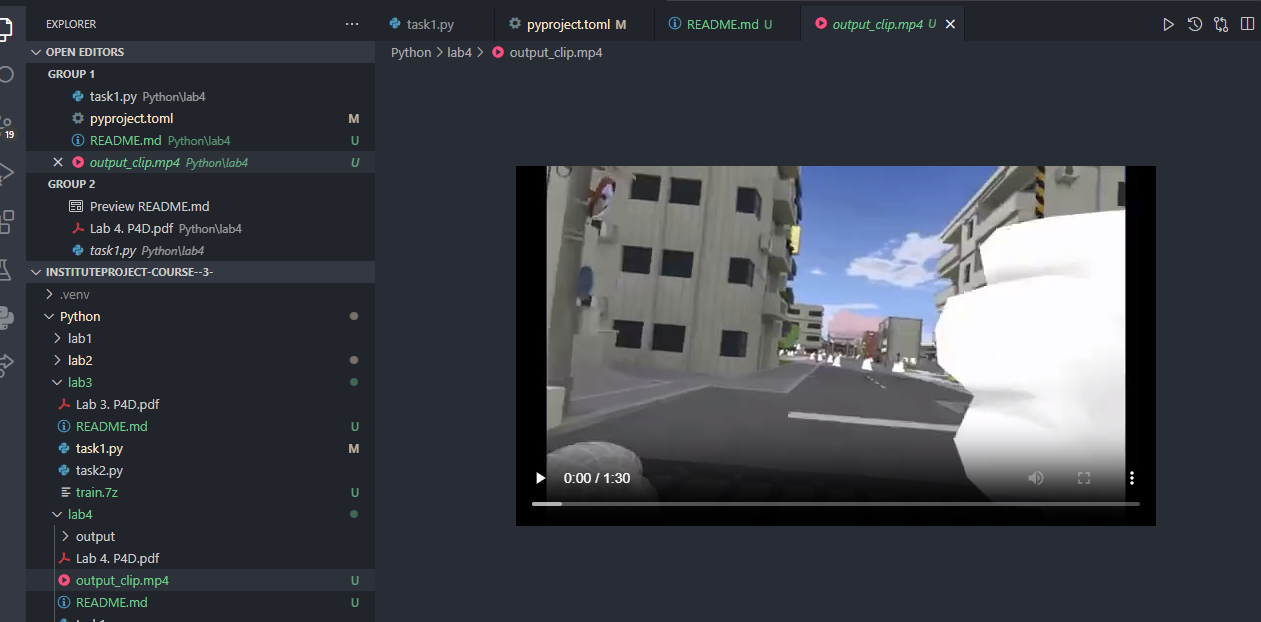 EXPLORER ···
OPEN EDITORS
GROUP 1
task1.py Python\lab4
pyproject.toml M
README.md Python\lab4 U
output_clip.mp4 Python\lab4 U
GROUP 2
Preview README.md
Lab 4. P4D.pdf Python\lab4
task1.py Python\lab4
INSTITUTEPROJECT-COURSE--3-
.venv
Python
lab1
lab2
lab3
Lab 3. P4D.pdf
README.md U
task1.py M
task2.py
train.7z U
lab4
output
Lab 4. P4D.pdf
output_clip.mp4 U
README.md U
19
task1.py
pyproject.toml M
README.md U
output_clip.mp4 U
Python > lab4 > output_clip.mp4
0:00 / 1:30